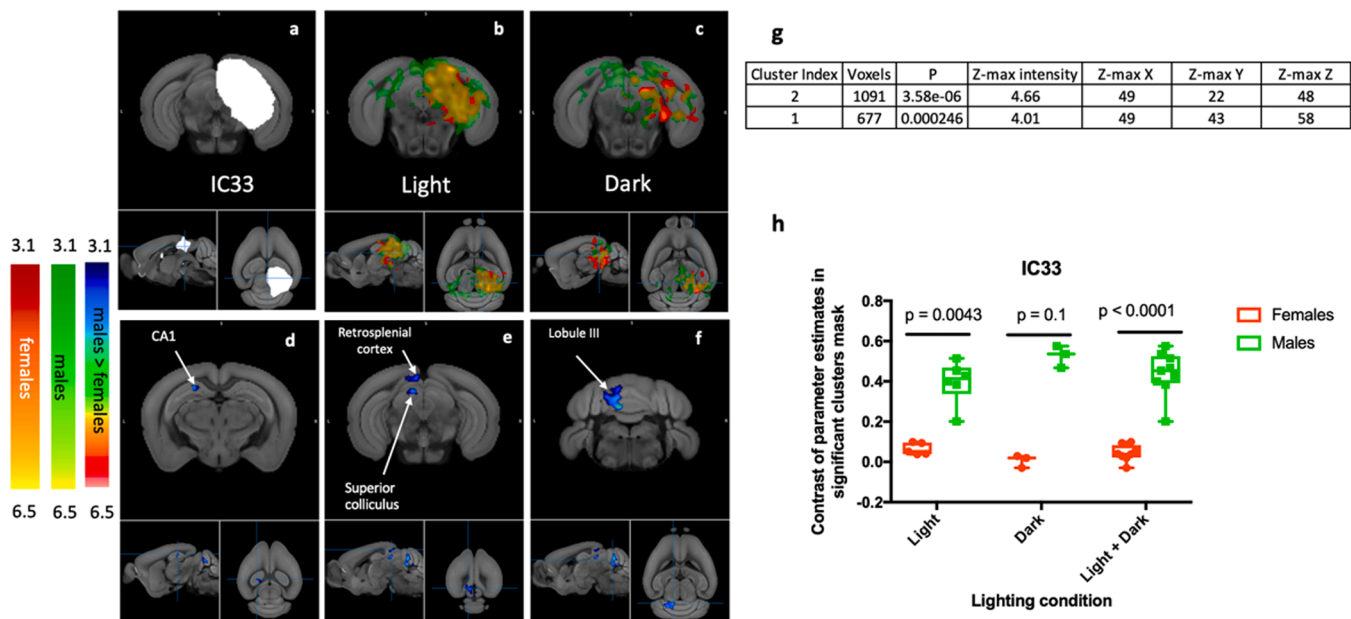 a
IC33
b
Light
c
Dark
3.1 3.1 3.1
females
males
males > females
6.5 6.5 6.5
d
CA1
e
Retrosplenial
cortex
Superior
colliculus
f
Lobule III
g
Cluster Index Voxels P Z-max intensity Z-max X Z-max Y Z-max Z
2 1091 3.58e-06 4.66 49 22 48
1 677 0.000246 4.01 49 43 58
h
IC33
Contrast of parameter estimates in
significant clusters mask
0.8
0.6
0.4
0.2
0.0
-0.2
p = 0.0043 p = 0.1 p < 0.0001
Females
Males
Light
Dark
Light + Dark
Lighting condition